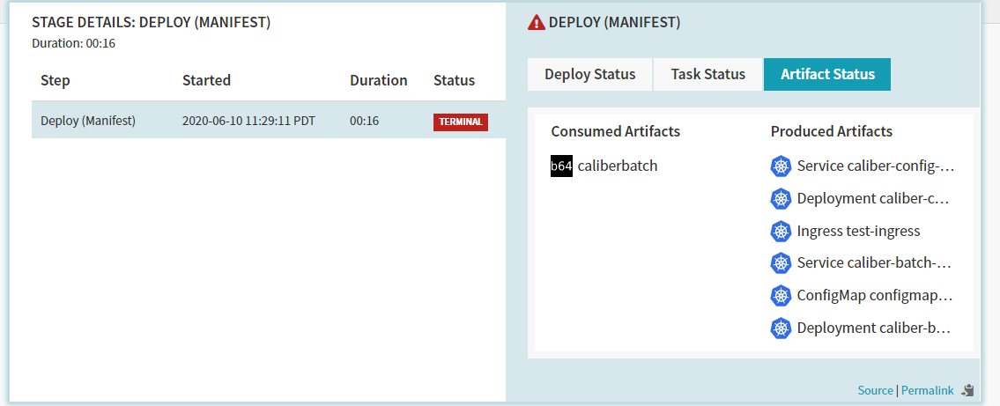 STAGE DETAILS: DEPLOY (MANIFEST)
Duration: 00:16
Step Started Duration Status
Deploy (Manifest) 2020-06-10 11:29:11 PDT 00:16 TERMINAL
DEPLOY (MANIFEST)
Deploy Status Task Status Artifact Status
Consumed Artifacts
b64 caliberbatch
Produced Artifacts
Service caliber-config-...
Deployment caliber-c...
Ingress test-ingress
Service caliber-batch-...
ConfigMap configmap...
Deployment caliber-b...
Source | Permalink